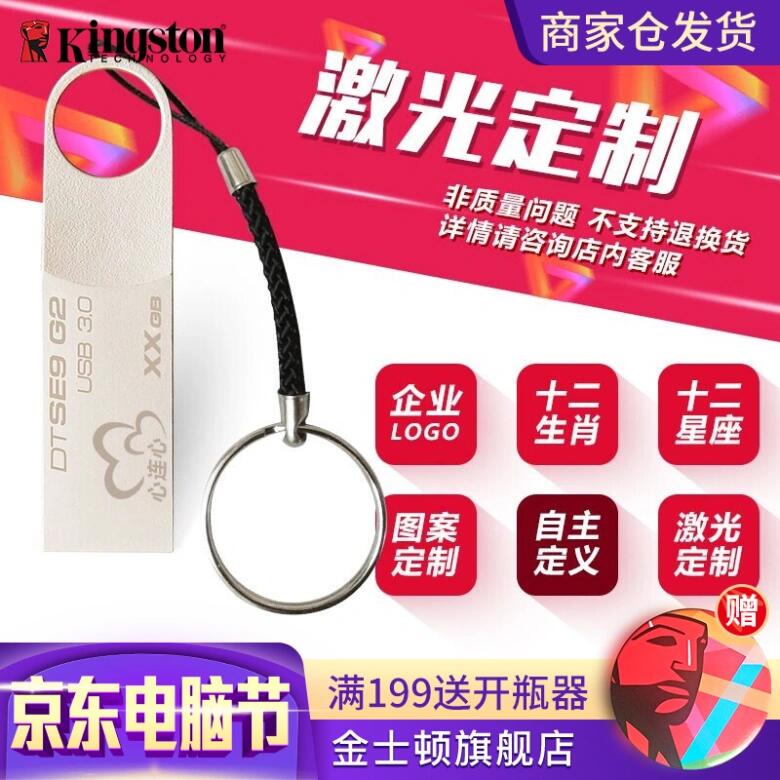 Kingston
TECHNOLOGY
商家仓发货
激光定制
非质量问题 不支持退换货
详情请咨询店内客服
DTSE9 G2
USB 3.0
XX GB
心连心
企业
LOGO
十二
生肖
十二
星座
图案
定制
自主
定义
激光
定制
赠
京东电脑节
满199送开瓶器
金士顿旗舰店